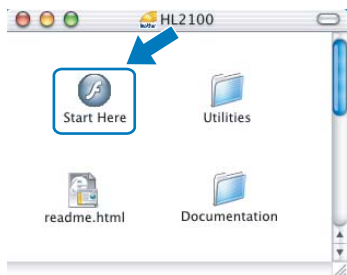 HL2100
Start Here
Utilities
readme.html
Documentation